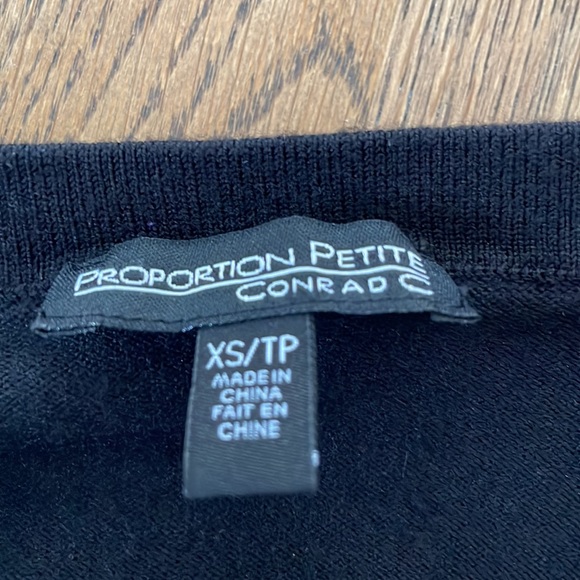 PROPORTION PETITE
CONRAD C
XS/TP
MADE IN
CHINA
FAIT EN
CHINE